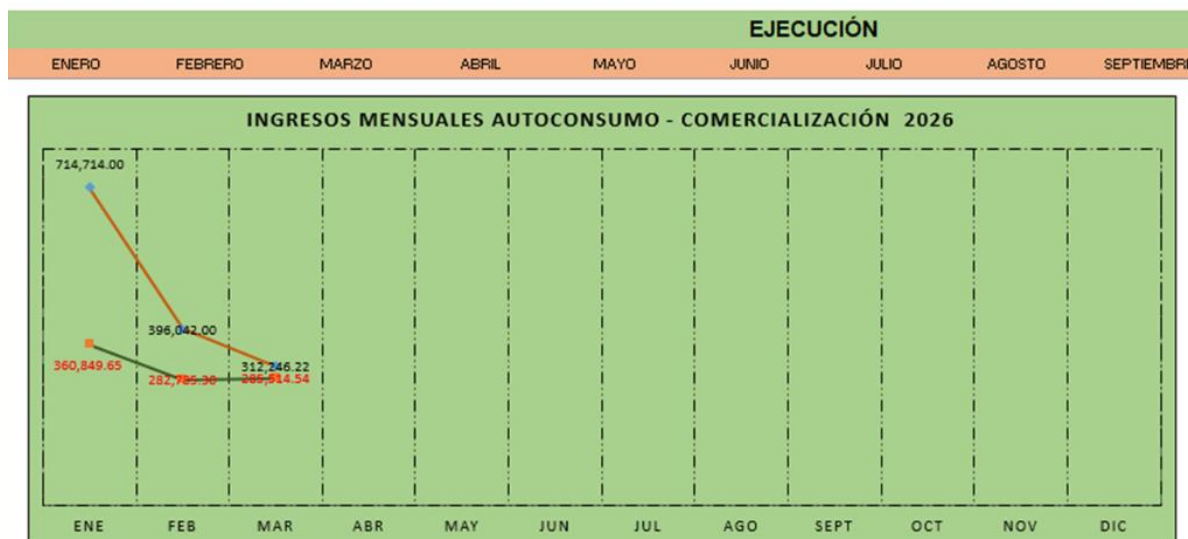 EJECUCIÓN
ENERO FEBRERO MARZO ABRIL MAYO JUNIO JULIO AGOSTO SEPTIEMBR
INGRESOS MENSUALES AUTOCONSUMO - COMERCIALIZACIÓN 2026
714,714.00
396,042.00
312,246.22
360,849.65
ENE FEB MAR ABR MAY JUN JUL AGO SEPT OCT NOV DIC